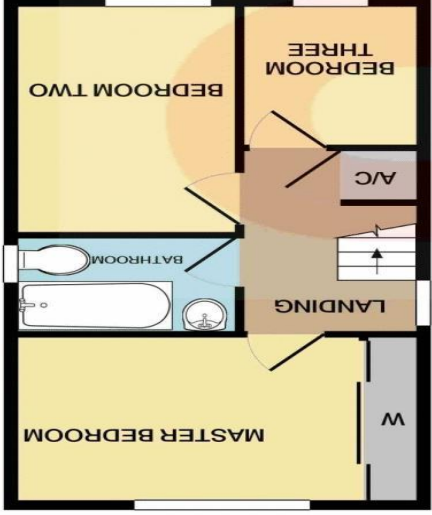 W
MASTER BEDROOM
LANDING
BATHROOM
A/C
BEDROOM
THREE
BEDROOM TWO